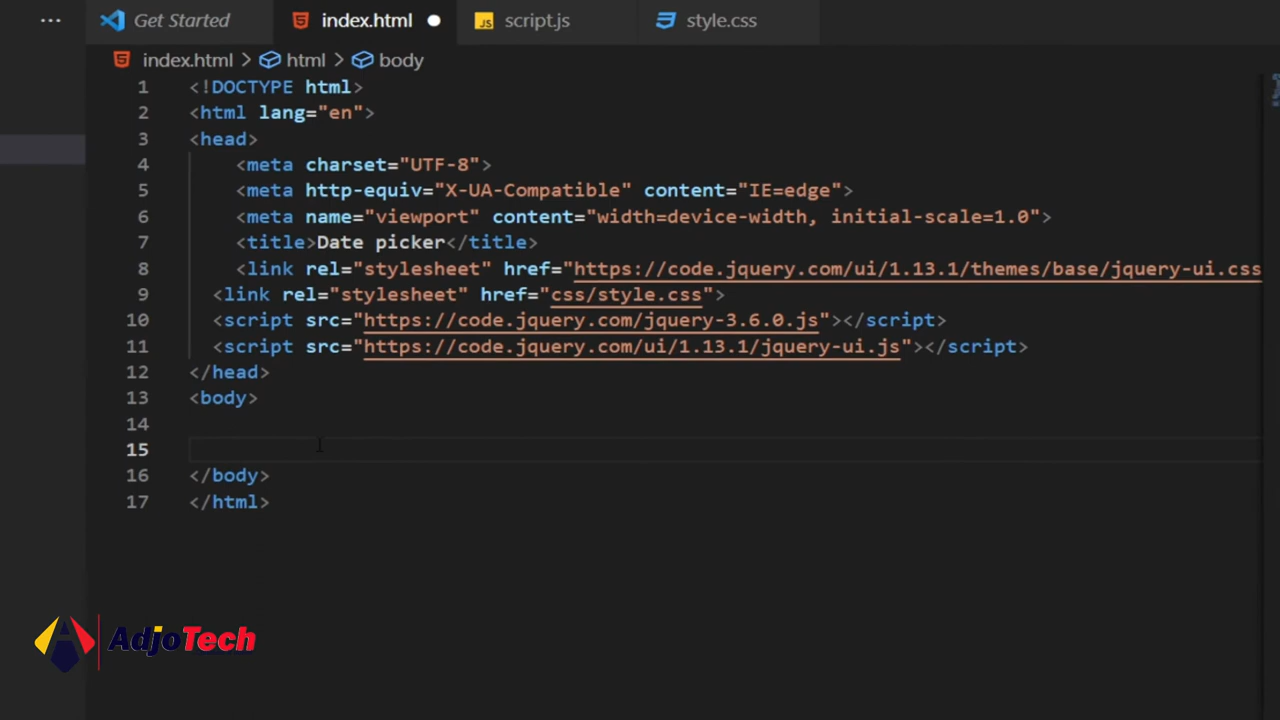 ... Get Started index.html script.js style.css
index.html > html > body
1 <!DOCTYPE html>
2 <html lang="en">
3 <head>
4 <meta charset="UTF-8">
5 <meta http-equiv="X-UA-Compatible" content="IE=edge">
6 <meta name="viewport" content="width=device-width, initial-scale=1.0">
7 <title>Date picker</title>
8 <link rel="stylesheet" href="https://code.jquery.com/ui/1.13.1/themes/base/jquery-ui.css
9 <link rel="stylesheet" href="css/style.css">
10 <script src="https://code.jquery.com/jquery-3.6.0.js"></script>
11 <script src="https://code.jquery.com/ui/1.13.1/jquery-ui.js"></script>
12 </head>
13 <body>
14
15
16 </body>
17 </html>
AdjoTech